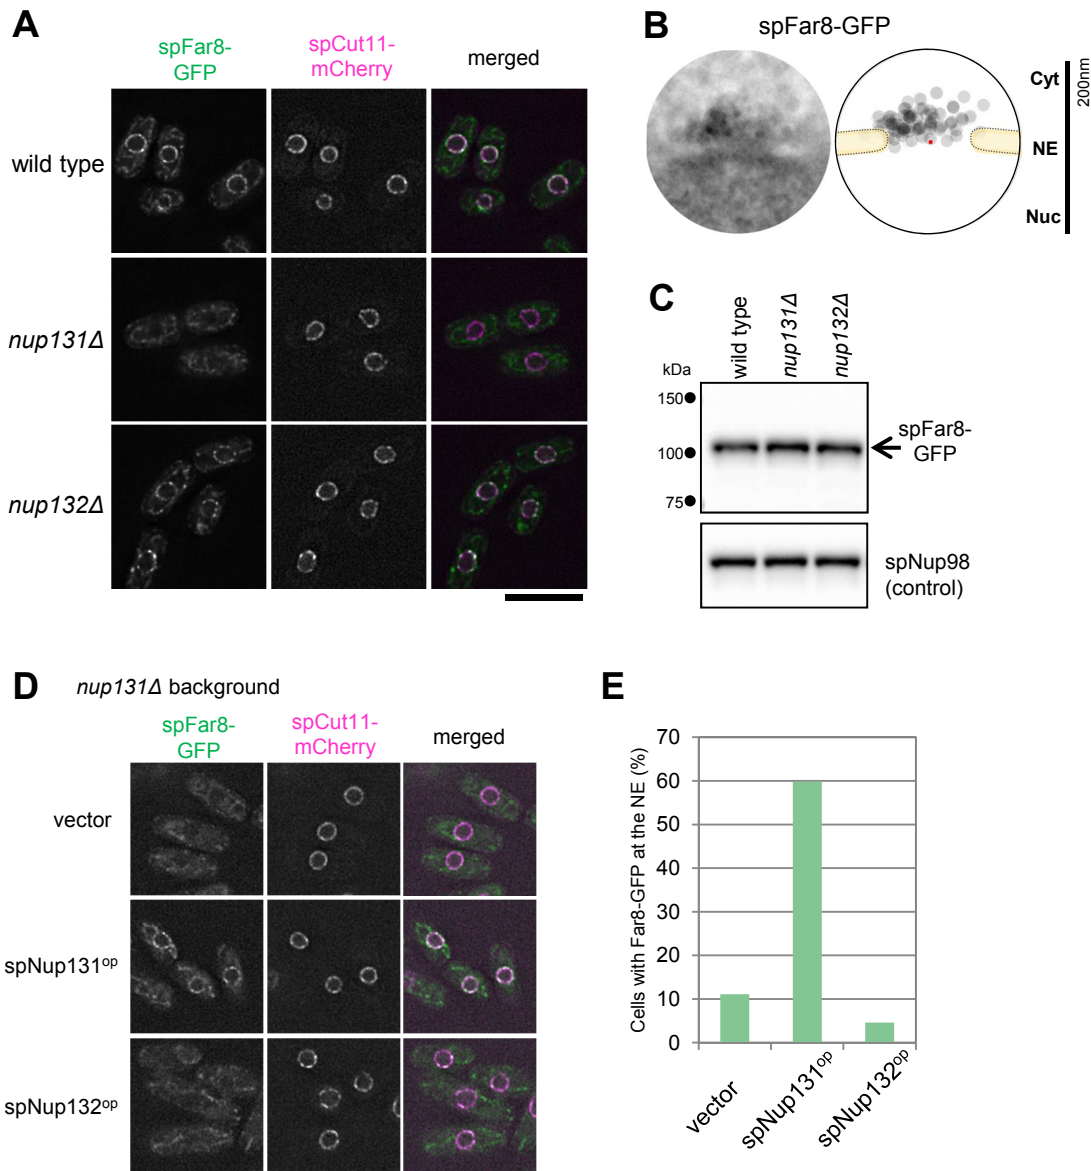 A
spFar8-
GFP
spCut11-
mCherry
merged
wild type
nup131Δ
nup132Δ
B
spFar8-GFP
Cyt
NE
Nuc
200nm
C
wild type
nup131Δ
nup132Δ
kDa
150
100
75
spFar8-
GFP
spNup98
(control)
D
nup131Δ background
spFar8-
GFP
spCut11-
mCherry
merged
vector
spNup131op
spNup132op
E
Cells with Far8-GFP at the NE (%)
70
60
50
40
30
20
10
0
vector
spNup131op
spNup132op